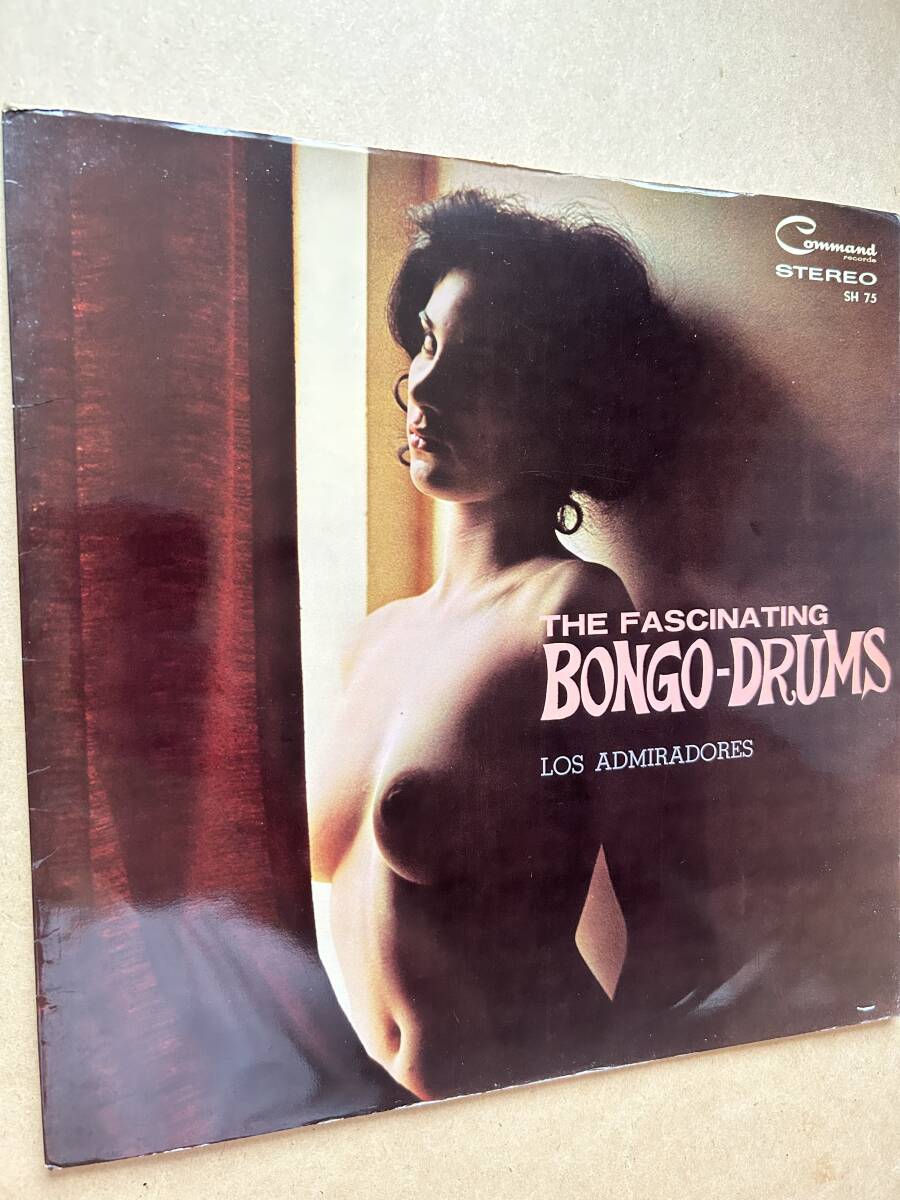 Command
records
STEREO
SH 75
THE FASCINATING
BONGO-DRUMS
LOS ADMIRADORES